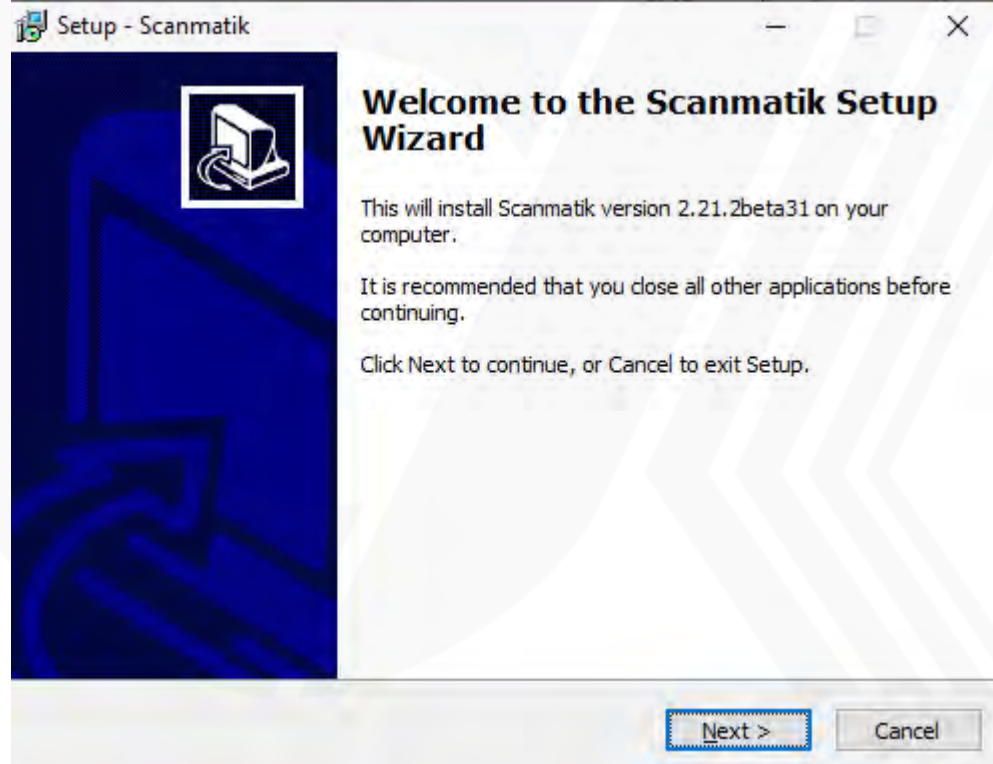 Setup - Scanmatik
Welcome to the Scanmatik Setup
Wizard
This will install Scanmatik version 2.21.2beta31 on your
computer.
It is recommended that you close all other applications before
continuing.
Click Next to continue, or Cancel to exit Setup.
Next >
Cancel